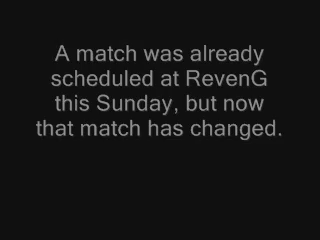 A match was already
scheduled at RevenG
this Sunday, but now
that match has changed.